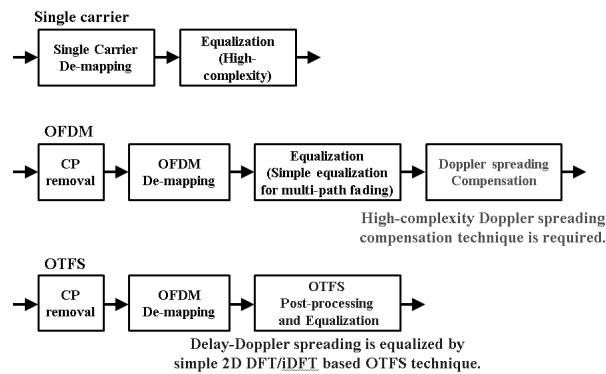 Single carrier
Single Carrier
De-mapping
Equalization
(High-
complexity)
OFDM
CP
removal
OFDM
De-mapping
Equalization
(Simple equalization
for multi-path fading)
Doppler spreading
Compensation
High-complexity Doppler spreading
compensation technique is required.
OTFS
CP
removal
OFDM
De-mapping
OTFS
Post-processing
and Equalization
Delay-Doppler spreading is equalized by
simple 2D DFT/iDFT based OTFS technique.